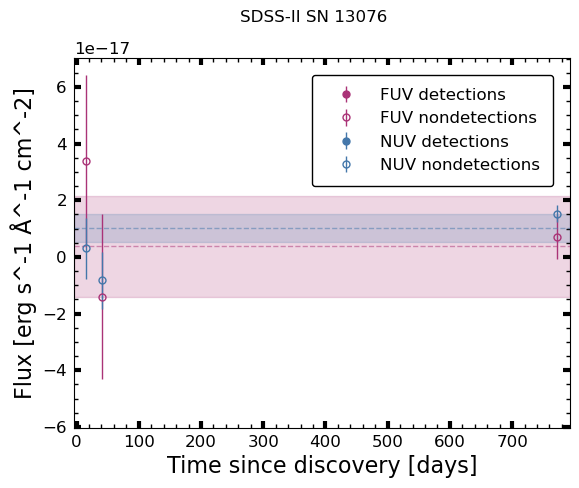 SDSS-II SN 13076
1e−17
FUV detections
FUV nondetections
NUV detections
NUV nondetections
6
4
2
0
−2
−4
−6
Flux [erg s^-1 Å^-1 cm^-2]
0 100 200 300 400 500 600 700
Time since discovery [days]